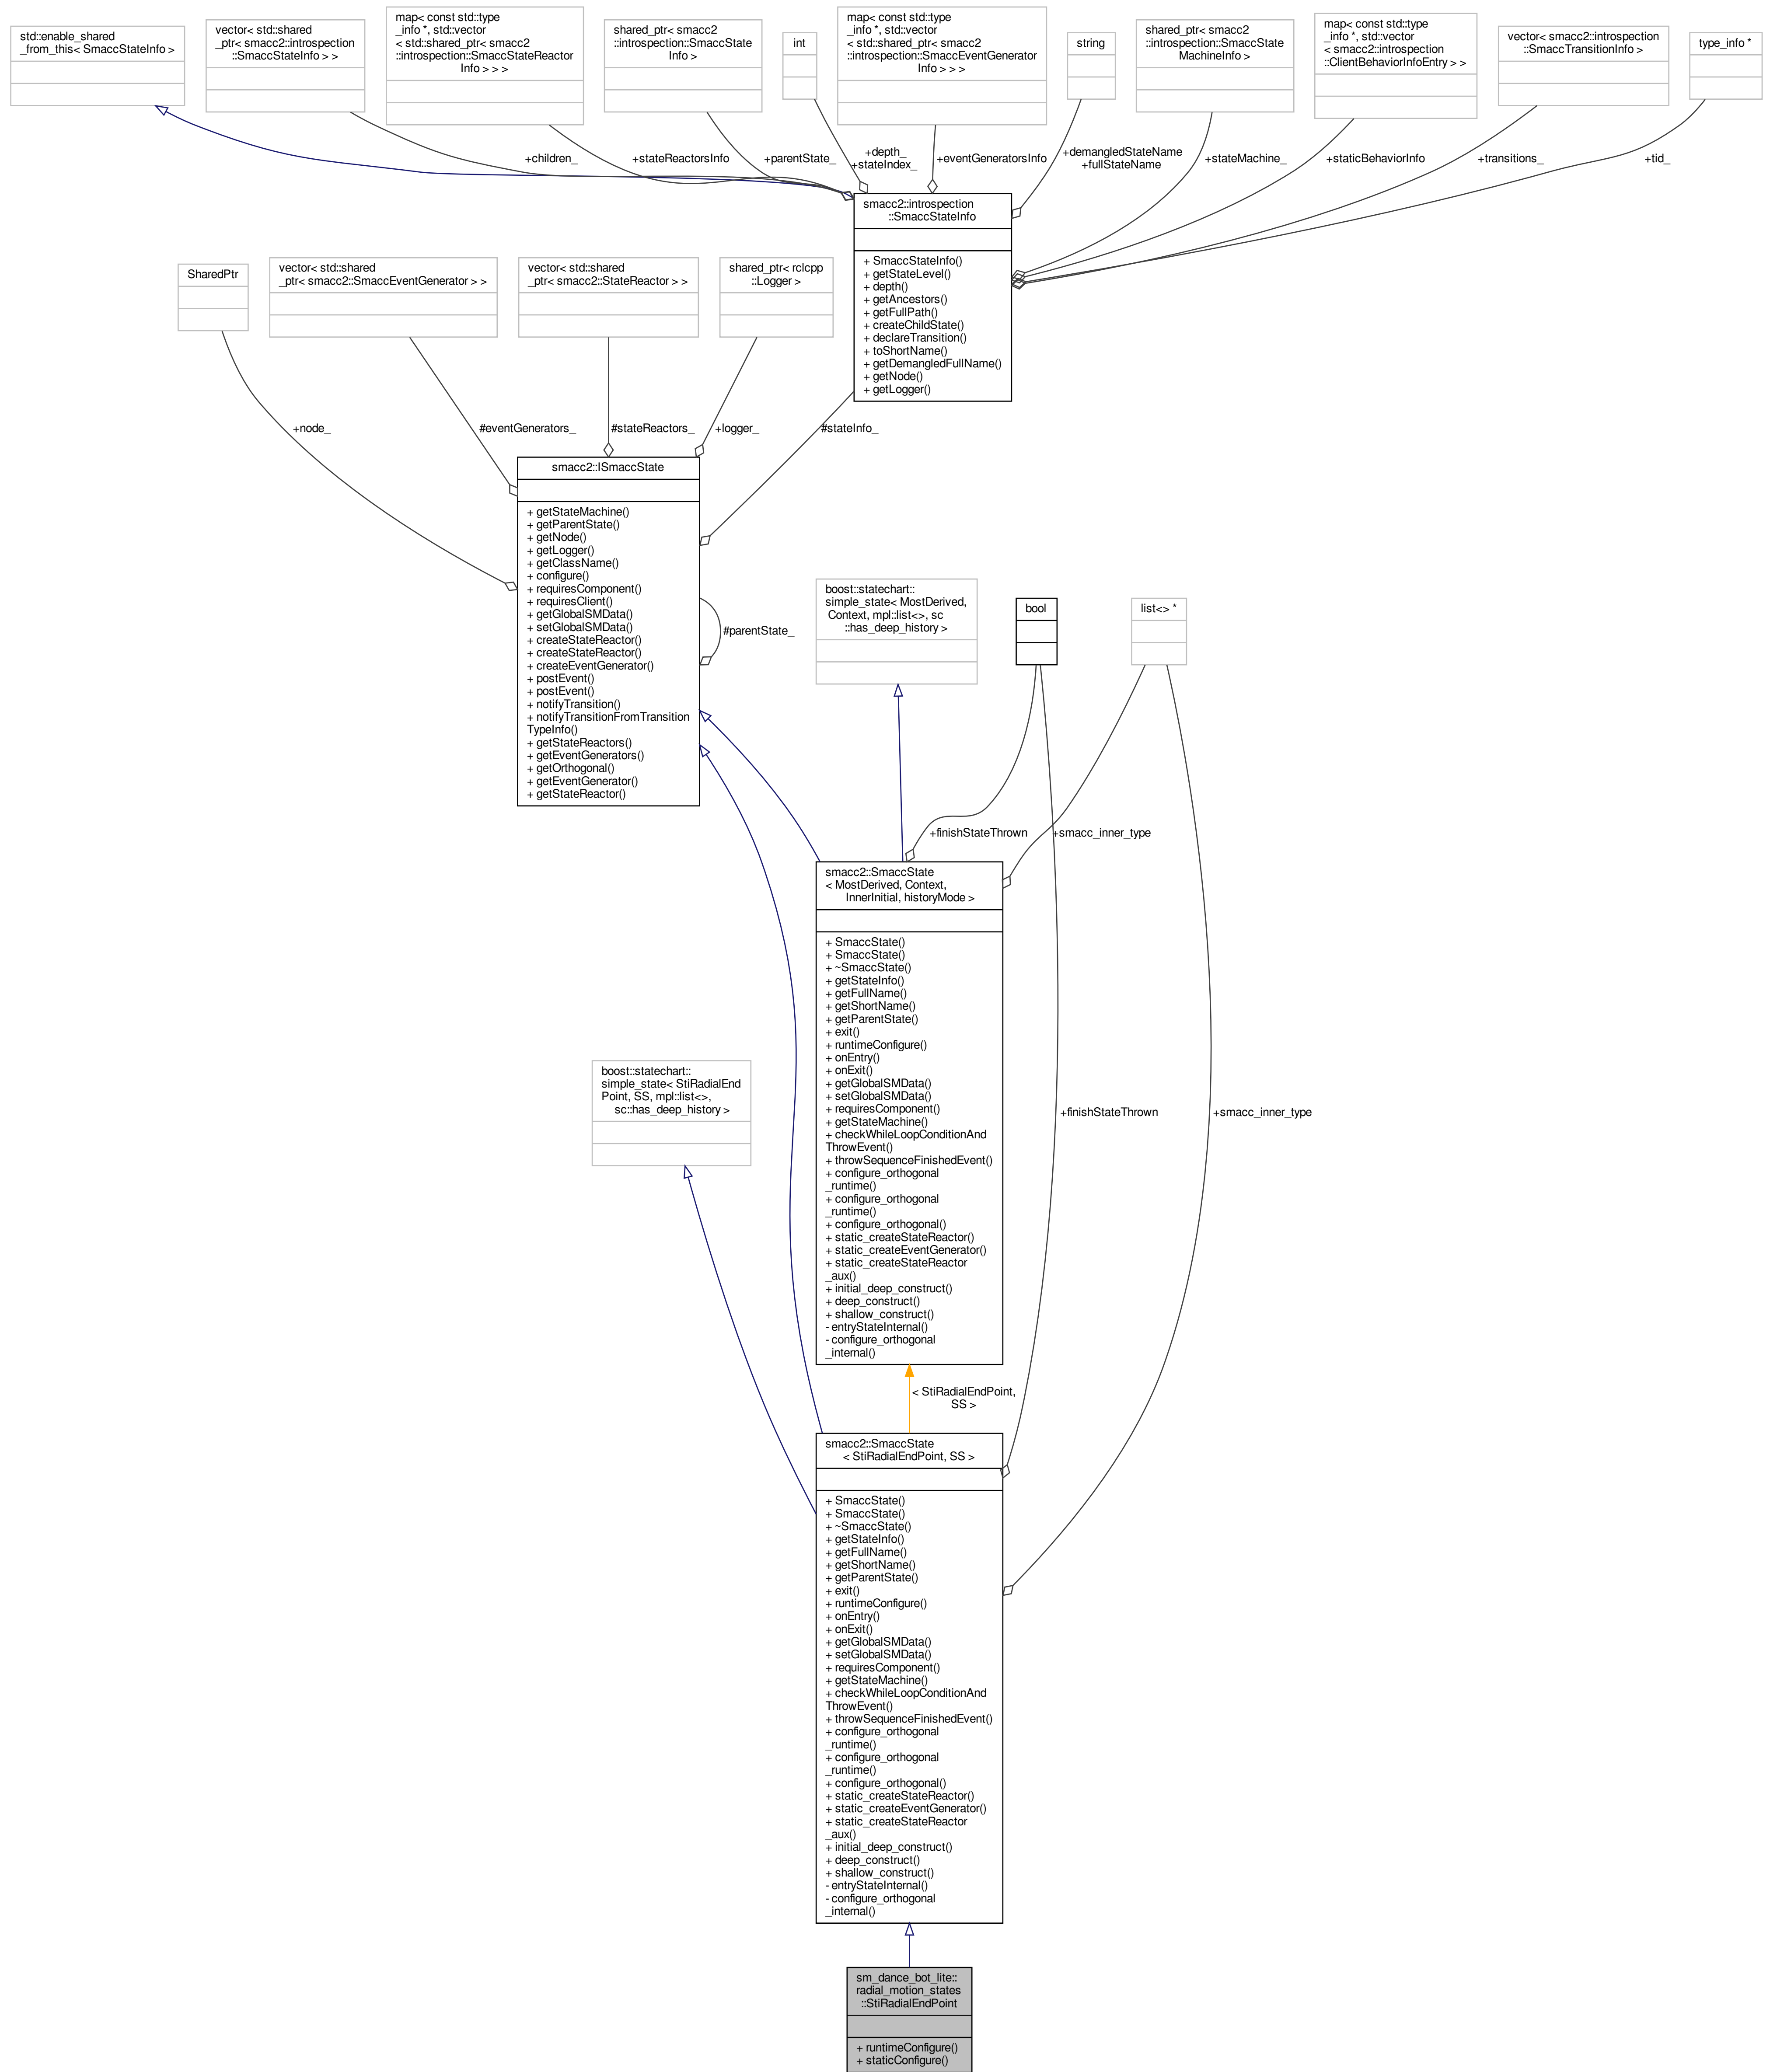 std::enable_shared
_from_this< SmaccStateInfo >
vector< std::shared
_ptr< smacc2::introspection
::SmaccStateInfo > >
map< const std::type
_info *, std::vector
< std::shared_ptr< smacc2
::introspection::SmaccStateReactor
Info > > >
shared_ptr< smacc2
::introspection::SmaccState
Info >
int
map< const std::type
_info *, std::vector
< std::shared_ptr< smacc2
::introspection::SmaccEventGenerator
Info > > >
string
shared_ptr< smacc2
::introspection::SmaccState
MachineInfo >
map< const std::type
_info *, std::vector
< smacc2::introspection
::ClientBehaviorInfoEntry > >
vector< smacc2::introspection
::SmaccTransitionInfo >
type_info *
+children_
+stateReactorsInfo
+parentState_
+depth_
+stateIndex_
+eventGeneratorsInfo
+demangledStateName
+fullStateName
+stateMachine_
+staticBehaviorInfo
+transitions_
+tid_
smacc2::introspection
::SmaccStateInfo
+ SmaccStateInfo()
+ getStateLevel()
+ depth()
+ getAncestors()
+ getFullPath()
+ createChildState()
+ declareTransition()
+ toShortName()
+ getDemangledFullName()
+ getNode()
+ getLogger()
SharedPtr
vector< std::shared
_ptr< smacc2::SmaccEventGenerator > >
vector< std::shared
_ptr< smacc2::StateReactor > >
shared_ptr< rclcpp
::Logger >
+node_
#eventGenerators_
#stateReactors_
+logger_
#stateInfo_
smacc2::ISmaccState
+ getStateMachine()
+ getParentState()
+ getNode()
+ getLogger()
+ getClassName()
+ configure()
+ requiresComponent()
+ requiresClient()
+ getGlobalSMData()
+ setGlobalSMData()
+ createStateReactor()
+ createStateReactor()
+ createEventGenerator()
+ postEvent()
+ postEvent()
+ notifyTransition()
+ notifyTransitionFromTransition
TypeInfo()
+ getStateReactors()
+ getEventGenerators()
+ getOrthogonal()
+ getEventGenerator()
+ getStateReactor()
#parentState_
boost::statechart::
simple_state< MostDerived,
Context, mpl::list<>, sc
::has_deep_history >
bool
list<> *
+finishStateThrown
+smacc_inner_type
smacc2::SmaccState
< MostDerived, Context,
InnerInitial, historyMode >
+ SmaccState()
+ SmaccState()
+ ~SmaccState()
+ getStateInfo()
+ getFullName()
+ getShortName()
+ getParentState()
+ exit()
+ runtimeConfigure()
+ onEntry()
+ onExit()
+ getGlobalSMData()
+ setGlobalSMData()
+ requiresComponent()
+ getStateMachine()
+ checkWhileLoopConditionAnd
ThrowEvent()
+ throwSequenceFinishedEvent()
+ configure_orthogonal
_runtime()
+ configure_orthogonal
_runtime()
+ configure_orthogonal()
+ static_createStateReactor()
+ static_createEventGenerator()
+ static_createStateReactor
_aux()
+ initial_deep_construct()
+ deep_construct()
+ shallow_construct()
- entryStateInternal()
- configure_orthogonal
_internal()
boost::statechart::
simple_state< StiRadialEnd
Point, SS, mpl::list<>,
sc::has_deep_history >
+finishStateThrown
+smacc_inner_type
< StiRadialEndPoint,
SS >
smacc2::SmaccState
< StiRadialEndPoint, SS >
+ SmaccState()
+ SmaccState()
+ ~SmaccState()
+ getStateInfo()
+ getFullName()
+ getShortName()
+ getParentState()
+ exit()
+ runtimeConfigure()
+ onEntry()
+ onExit()
+ getGlobalSMData()
+ setGlobalSMData()
+ requiresComponent()
+ getStateMachine()
+ checkWhileLoopConditionAnd
ThrowEvent()
+ throwSequenceFinishedEvent()
+ configure_orthogonal
_runtime()
+ configure_orthogonal
_runtime()
+ configure_orthogonal()
+ static_createStateReactor()
+ static_createEventGenerator()
+ static_createStateReactor
_aux()
+ initial_deep_construct()
+ deep_construct()
+ shallow_construct()
- entryStateInternal()
- configure_orthogonal
_internal()
sm_dance_bot_lite::
radial_motion_states
::StiRadialEndPoint
+ runtimeConfigure()
+ staticConfigure()